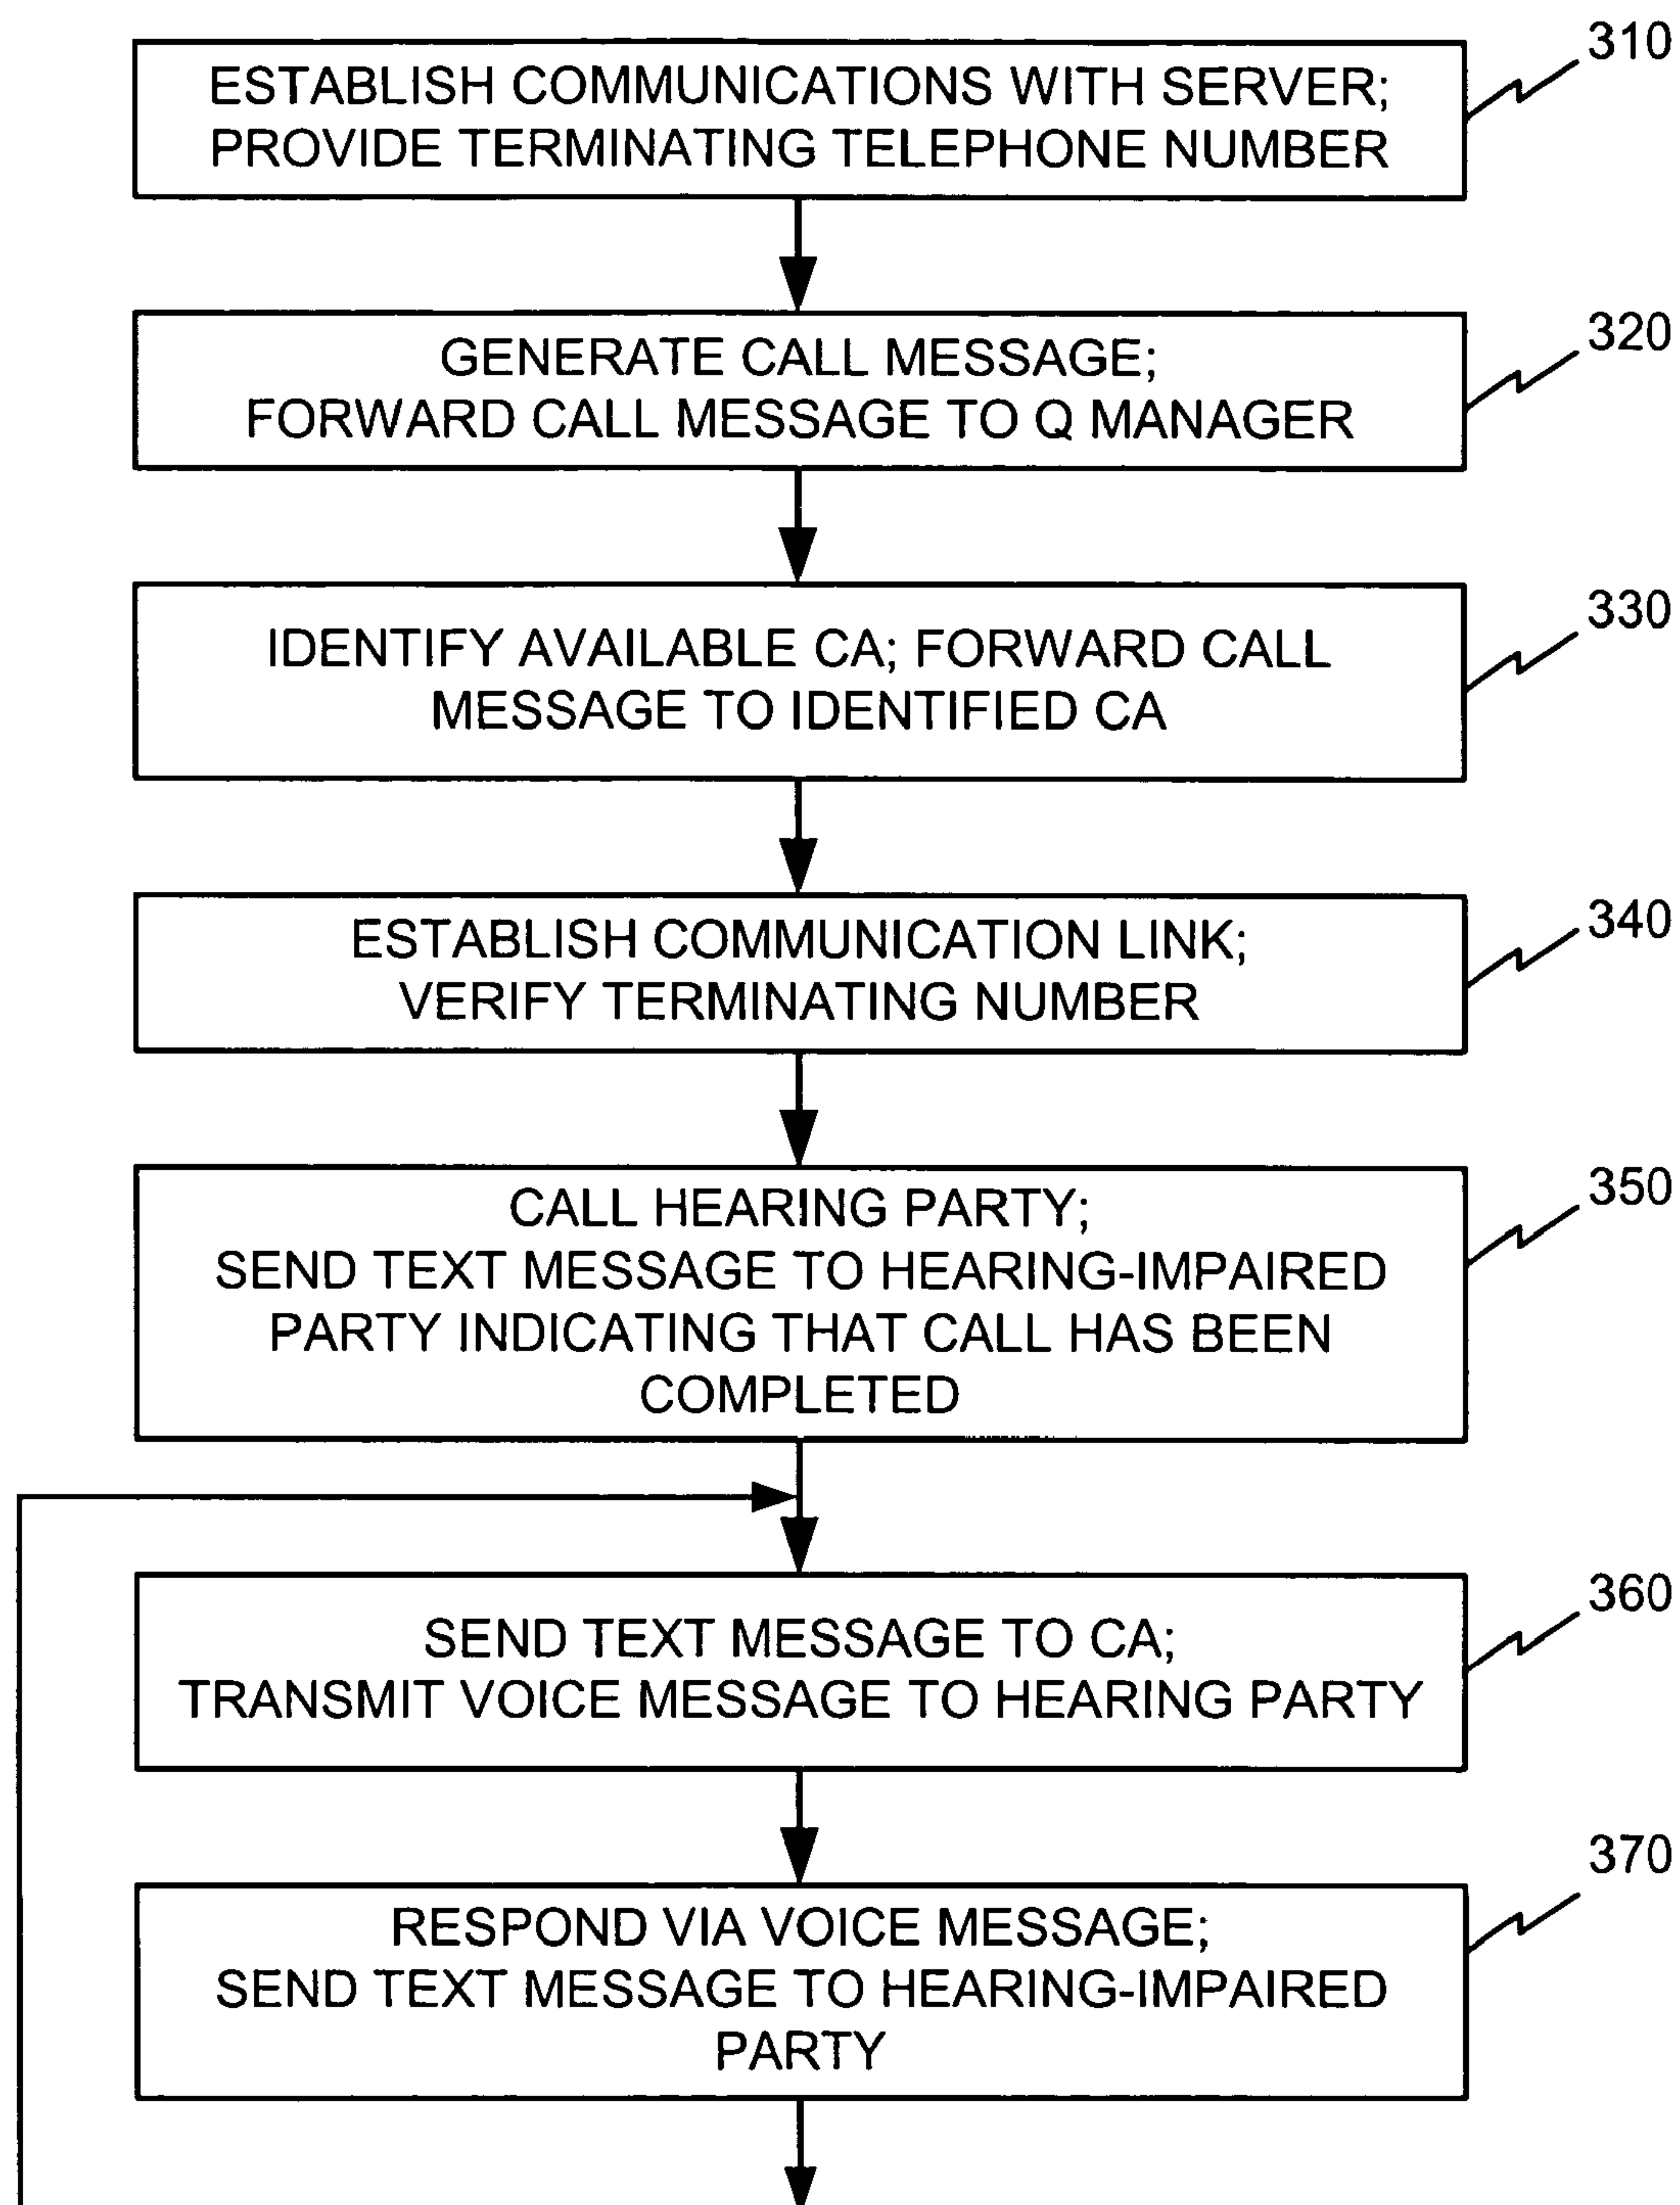 310
ESTABLISH COMMUNICATIONS WITH SERVER;
PROVIDE TERMINATING TELEPHONE NUMBER
320
GENERATE CALL MESSAGE;
FORWARD CALL MESSAGE TO Q MANAGER
330
IDENTIFY AVAILABLE CA; FORWARD CALL
MESSAGE TO IDENTIFIED CA
340
ESTABLISH COMMUNICATION LINK;
VERIFY TERMINATING NUMBER
350
CALL HEARING PARTY;
SEND TEXT MESSAGE TO HEARING-IMPAIRED
PARTY INDICATING THAT CALL HAS BEEN
COMPLETED
360
SEND TEXT MESSAGE TO CA;
TRANSMIT VOICE MESSAGE TO HEARING PARTY
370
RESPOND VIA VOICE MESSAGE;
SEND TEXT MESSAGE TO HEARING-IMPAIRED
PARTY